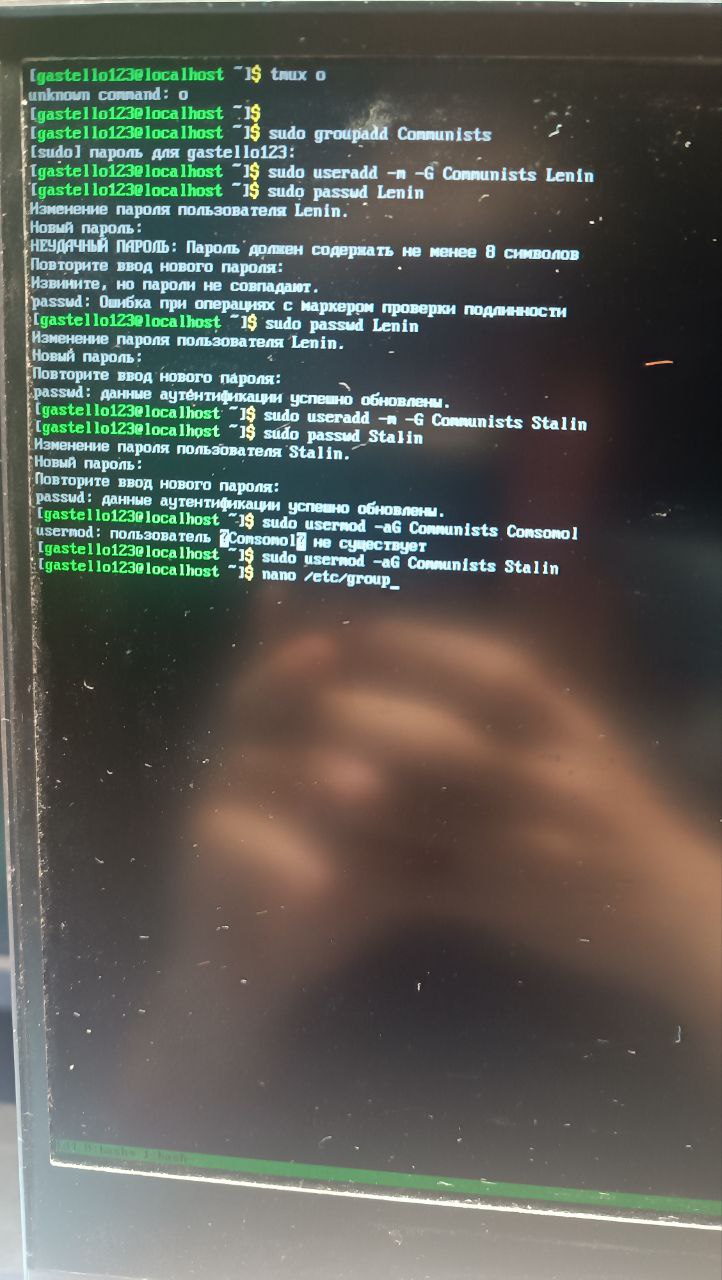 [gastello123@localhost ~]$ tmux o
unknown command: o
[gastello123@localhost ~]$
[gastello123@localhost ~]$ sudo groupadd Communists
[sudo] пароль для gastello123:
[gastello123@localhost ~]$ sudo useradd -m -G Communists Lenin
[gastello123@localhost ~]$ sudo passwd Lenin
Изменение пароля пользователя Lenin.
Новый пароль:
НЕУДАЧНЫЙ ПАРОЛЬ: Пароль должен содержать не менее 8 символов
Повторите ввод нового пароля:
Извините, но пароли не совпадают.
passwd: Ошибка при операциях с маркером проверки подлинности
[gastello123@localhost ~]$ sudo passwd Lenin
Изменение пароля пользователя Lenin.
Новый пароль:
Повторите ввод нового пароля:
passwd: данные аутентификации успешно обновлены.
[gastello123@localhost ~]$ sudo useradd -m -G Communists Stalin
[gastello123@localhost ~]$ sudo passwd Stalin
Изменение пароля пользователя Stalin.
Новый пароль:
Повторите ввод нового пароля:
passwd: данные аутентификации успешно обновлены.
[gastello123@localhost ~]$ sudo usermod -aG Communists Comsomol
usermod: пользователь ?Comsomol? не существует
[gastello123@localhost ~]$ sudo usermod -aG Communists Stalin
[gastello123@localhost ~]$ nano /etc/group_
1:bash